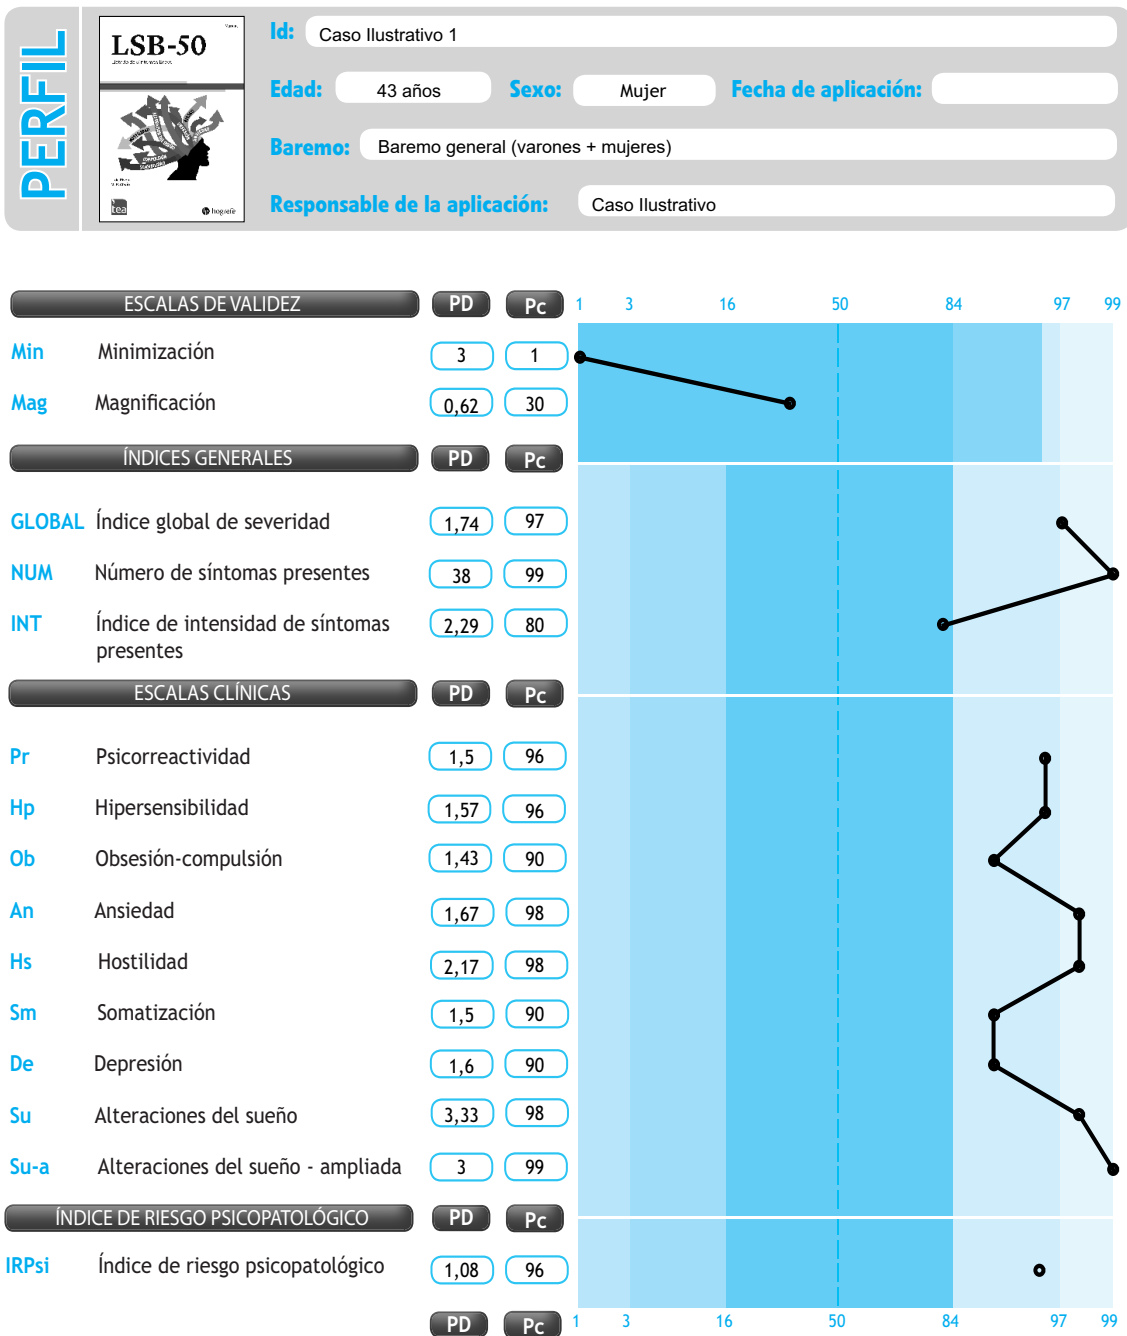 PERFIL
LSB-50
Id: Caso Ilustrativo 1
Edad: 43 años Sexo: Mujer Fecha de aplicación:
Baremo: Baremo general (varones + mujeres)
Responsable de la aplicación: Caso Ilustrativo
tea hogrefe
ESCALAS DE VALIDEZ PD Pc 1 3 16 50 84 97 99
Min Minimización 3 1
Mag Magnificación 0,62 30
ÍNDICES GENERALES PD Pc
GLOBAL Índice global de severidad 1,74 97
NUM Número de síntomas presentes 38 99
INT Índice de intensidad de síntomas 2,29 80
presentes
ESCALAS CLÍNICAS PD Pc
Pr Psicorreactividad 1,5 96
Hp Hipersensibilidad 1,57 96
Ob Obsesión-compulsión 1,43 90
An Ansiedad 1,67 98
Hs Hostilidad 2,17 98
Sm Somatización 1,5 90
De Depresión 1,6 90
Su Alteraciones del sueño 3,33 98
Su-a Alteraciones del sueño - ampliada 3 99
ÍNDICE DE RIESGO PSICOPATOLÓGICO PD Pc
IRPsi Índice de riesgo psicopatológico 1,08 96
PD Pc 1 3 16 50 84 97 99